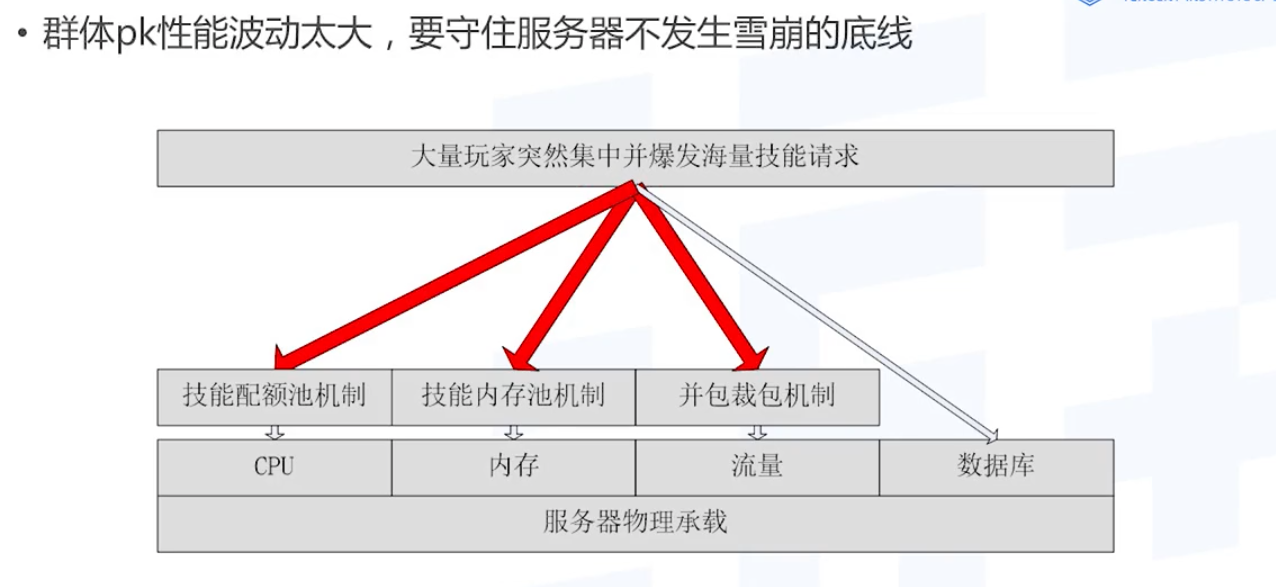 • 群体pk性能波动太大，要守住服务器不发生雪崩的底线
大量玩家突然集中并爆发海量技能请求
技能配额池机制 技能内存池机制 并包裁包机制
CPU 内存 流量 数据库
服务器物理承载